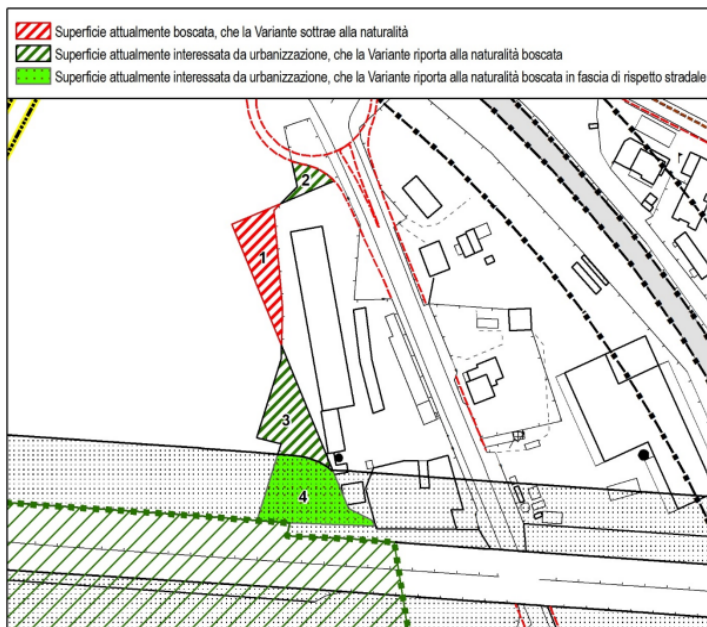 Superficie attualmente boscata, che la Variante sottrae alla naturalità
Superficie attualmente interessata da urbanizzazione, che la Variante riporta alla naturalità boscata
Superficie attualmente interessata da urbanizzazione, che la Variante riporta alla naturalità boscata in fascia di rispetto stradale
2
1
3
4